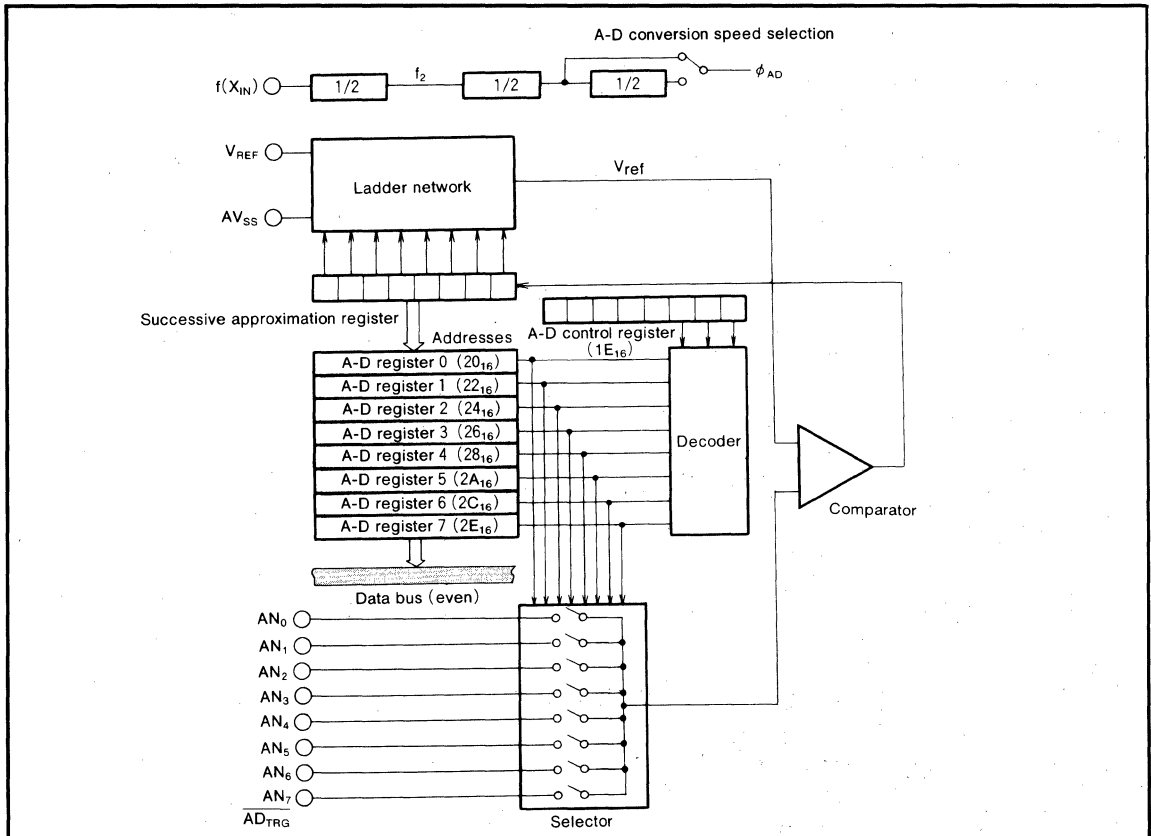 A-D conversion speed selection
f(X_IN) 1/2 f₂ 1/2 1/2 ϕ_AD
V_REF
Ladder network
Vref
AV_SS
Successive approximation register
Addresses
A-D control register
(1E₁₆)
A-D register 0 (20₁₆)
A-D register 1 (22₁₆)
A-D register 2 (24₁₆)
A-D register 3 (26₁₆)
A-D register 4 (28₁₆)
A-D register 5 (2A₁₆)
A-D register 6 (2C₁₆)
A-D register 7 (2E₁₆)
Decoder
Comparator
Data bus (even)
AN₀
AN₁
AN₂
AN₃
AN₄
AN₅
AN₆
AN₇
A̅D̅_T̅R̅G̅
Selector